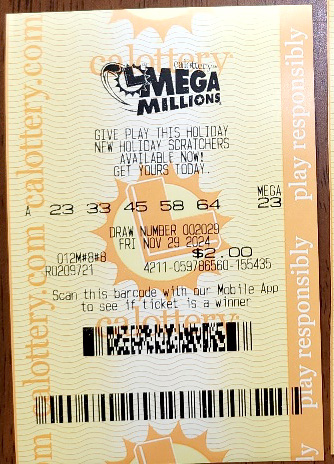 calottery
calottery
MEGA
MILLIONS
GIVE PLAY THIS HOLIDAY
NEW HOLIDAY SCRATCHERS
AVAILABLE NOW!
GET YOURS TODAY.
MEGA
A 23 33 45 58 64 23
DRAW NUMBER 002029
FRI NOV 29 2024
012M#8#8 $2.00
RU209721 4211-059786560-155435
Scan this barcode with our Mobile App
to see if ticket is a winner
calottery
calottery.com
calottery.com
m
play responsibly
play responsibly